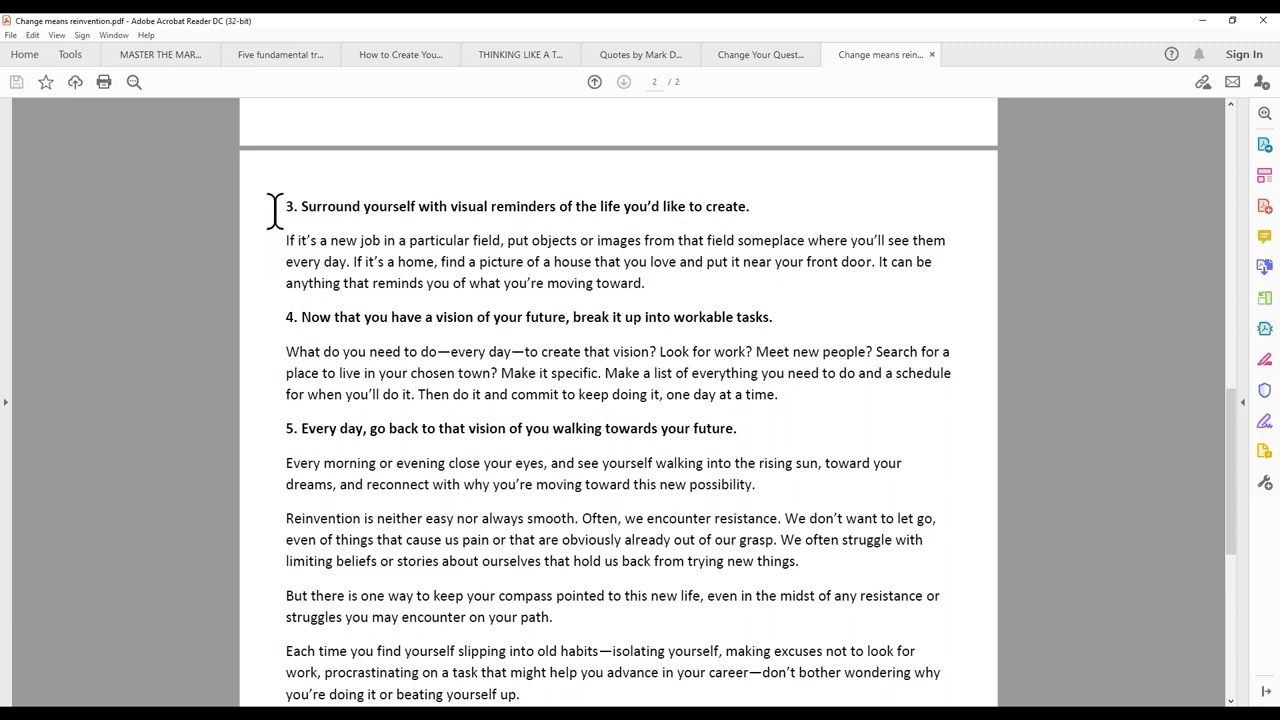 Change means reinvention.pdf - Adobe Acrobat Reader DC (32-bit)
File Edit View Sign Window Help
Home Tools MASTER THE MAR... Five fundamental tr... How to Create You... THINKING LIKE A T... Quotes by Mark D... Change Your Quest... Change means rein... × Sign In
2 / 2
3. Surround yourself with visual reminders of the life you’d like to create.
If it’s a new job in a particular field, put objects or images from that field someplace where you’ll see them
every day. If it’s a home, find a picture of a house that you love and put it near your front door. It can be
anything that reminds you of what you’re moving toward.
4. Now that you have a vision of your future, break it up into workable tasks.
What do you need to do—every day—to create that vision? Look for work? Meet new people? Search for a
place to live in your chosen town? Make it specific. Make a list of everything you need to do and a schedule
for when you’ll do it. Then do it and commit to keep doing it, one day at a time.
5. Every day, go back to that vision of you walking towards your future.
Every morning or evening close your eyes, and see yourself walking into the rising sun, toward your
dreams, and reconnect with why you’re moving toward this new possibility.
Reinvention is neither easy nor always smooth. Often, we encounter resistance. We don’t want to let go,
even of things that cause us pain or that are obviously already out of our grasp. We often struggle with
limiting beliefs or stories about ourselves that hold us back from trying new things.
But there is one way to keep your compass pointed to this new life, even in the midst of any resistance or
struggles you may encounter on your path.
Each time you find yourself slipping into old habits—isolating yourself, making excuses not to look for
work, procrastinating on a task that might help you advance in your career—don’t bother wondering why
you’re doing it or beating yourself up.